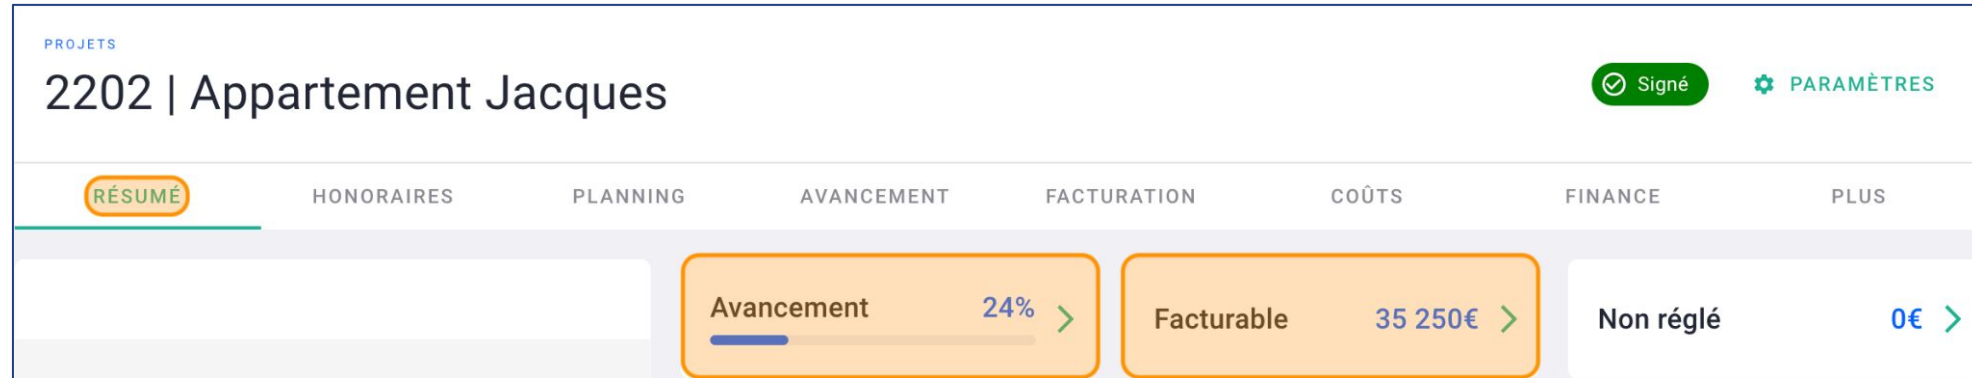 PROJETS
2202 | Appartement Jacques
Signé
PARAMÈTRES
RÉSUMÉ HONORAIRES PLANNING AVANCEMENT FACTURATION COÛTS FINANCE PLUS
Avancement 24%
Facturable 35 250€
Non réglé 0€